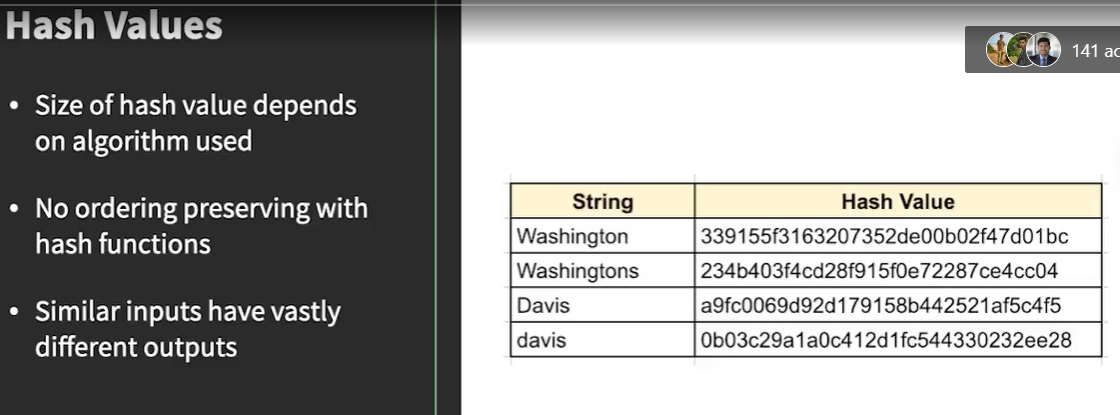 Hash Values
• Size of hash value depends
on algorithm used
• No ordering preserving with
hash functions
• Similar inputs have vastly
different outputs
141 ac
String Hash Value
Washington 339155f3163207352de00b02f47d01bc
Washingtons 234b403f4cd28f915f0e72287ce4cc04
Davis a9fc0069d92d179158b442521af5c4f5
davis 0b03c29a1a0c412d1fc544330232ee28